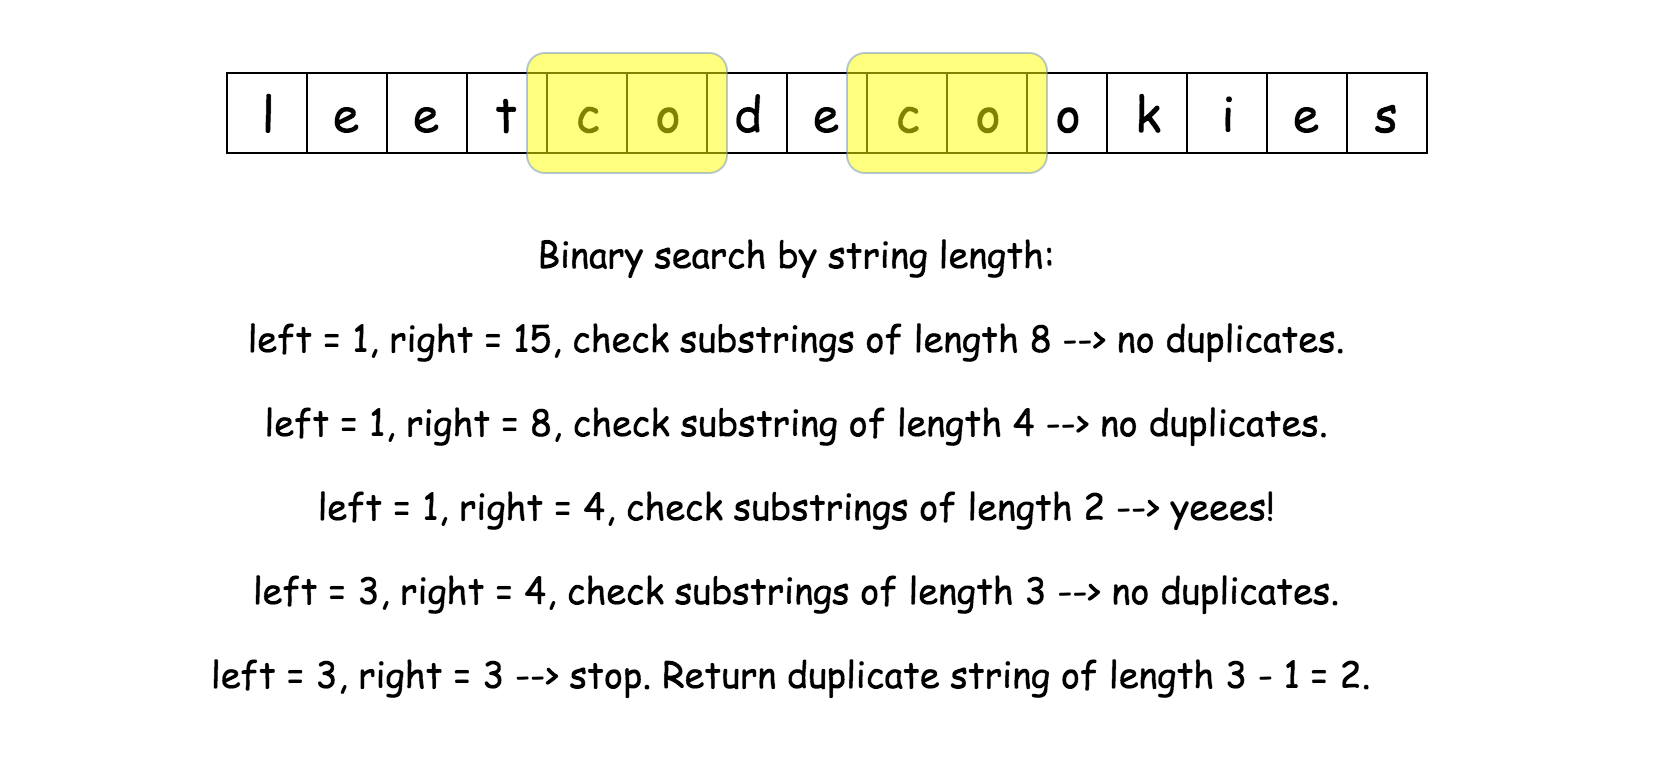 l e e t c o d e c o o k i e s
Binary search by string length:
left = 1, right = 15, check substrings of length 8 --> no duplicates.
left = 1, right = 8, check substring of length 4 --> no duplicates.
left = 1, right = 4, check substrings of length 2 --> yeees!
left = 3, right = 4, check substrings of length 3 --> no duplicates.
left = 3, right = 3 --> stop. Return duplicate string of length 3 - 1 = 2.